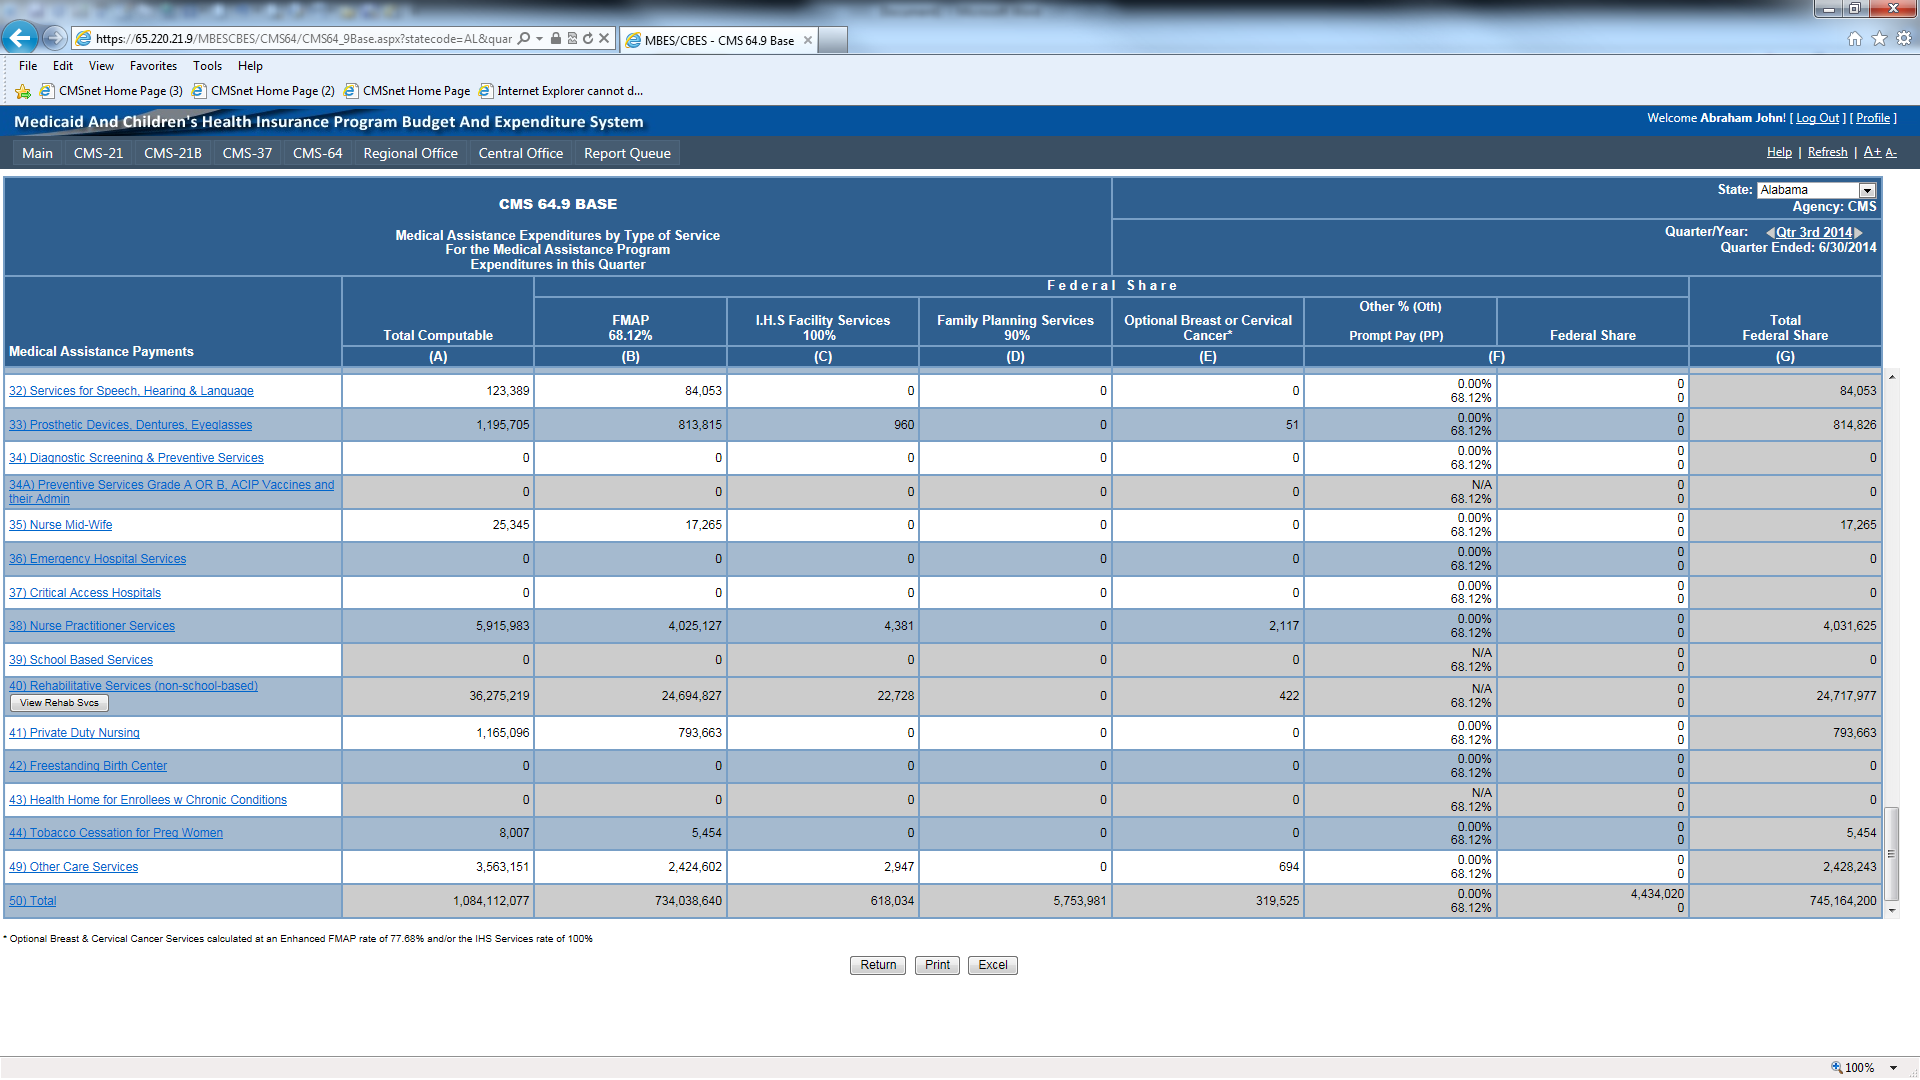 https://65.220.21.9/MBESCBES/CMS64/CMS64_9Base.aspx?statecode=AL&quar
MBES/CBES - CMS 64.9 Base
File Edit View Favorites Tools Help
CMSnet Home Page (3) CMSnet Home Page (2) CMSnet Home Page Internet Explorer cannot d...
Medicaid And Children's Health Insurance Program Budget And Expenditure System
Welcome Abraham John! [ Log Out ] [ Profile ]
Main CMS-21 CMS-21B CMS-37 CMS-64 Regional Office Central Office Report Queue
Help | Refresh | A+ A-
CMS 64.9 BASE
Medical Assistance Expenditures by Type of Service
For the Medical Assistance Program
Expenditures in this Quarter
State: Alabama
Agency: CMS
Quarter/Year: Qtr 3rd 2014
Quarter Ended: 6/30/2014
Medical Assistance Payments
Total Computable
(A)
Federal Share
FMAP
68.12%
(B)
I.H.S Facility Services
100%
(C)
Family Planning Services
90%
(D)
Optional Breast or Cervical
Cancer*
(E)
Other % (Oth)
Prompt Pay (PP)
Federal Share
(F)
Total
Federal Share
(G)
32) Services for Speech, Hearing & Language 123,389 84,053 0 0 0 0.00% 0 84,053
68.12% 0
33) Prosthetic Devices, Dentures, Eyeglasses 1,195,705 813,815 960 0 51 0.00% 0 814,826
68.12% 0
34) Diagnostic Screening & Preventive Services 0 0 0 0 0 0.00% 0 0
68.12% 0
34A) Preventive Services Grade A OR B, ACIP Vaccines and 0 0 0 0 0 N/A 0 0
their Admin 68.12% 0
35) Nurse Mid-Wife 25,345 17,265 0 0 0 0.00% 0 17,265
68.12% 0
36) Emergency Hospital Services 0 0 0 0 0 0.00% 0 0
68.12% 0
37) Critical Access Hospitals 0 0 0 0 0 0.00% 0 0
68.12% 0
38) Nurse Practitioner Services 5,915,983 4,025,127 4,381 0 2,117 0.00% 0 4,031,625
68.12% 0
39) School Based Services 0 0 0 0 0 N/A 0 0
68.12% 0
40) Rehabilitative Services (non-school-based) 36,275,219 24,694,827 22,728 0 422 N/A 0 24,717,977
View Rehab Svcs 68.12% 0
41) Private Duty Nursing 1,165,096 793,663 0 0 0 0.00% 0 793,663
68.12% 0
42) Freestanding Birth Center 0 0 0 0 0 0.00% 0 0
68.12% 0
43) Health Home for Enrollees w Chronic Conditions 0 0 0 0 0 N/A 0 0
68.12% 0
44) Tobacco Cessation for Preg Women 8,007 5,454 0 0 0 0.00% 0 5,454
68.12% 0
49) Other Care Services 3,563,151 2,424,602 2,947 0 694 0.00% 0 2,428,243
68.12% 0
50) Total 1,084,112,077 734,038,640 618,034 5,753,981 319,525 0.00% 4,434,020 745,164,200
68.12% 0
* Optional Breast & Cervical Cancer Services calculated at an Enhanced FMAP rate of 77.68% and/or the IHS Services rate of 100%
Return Print Excel
100%